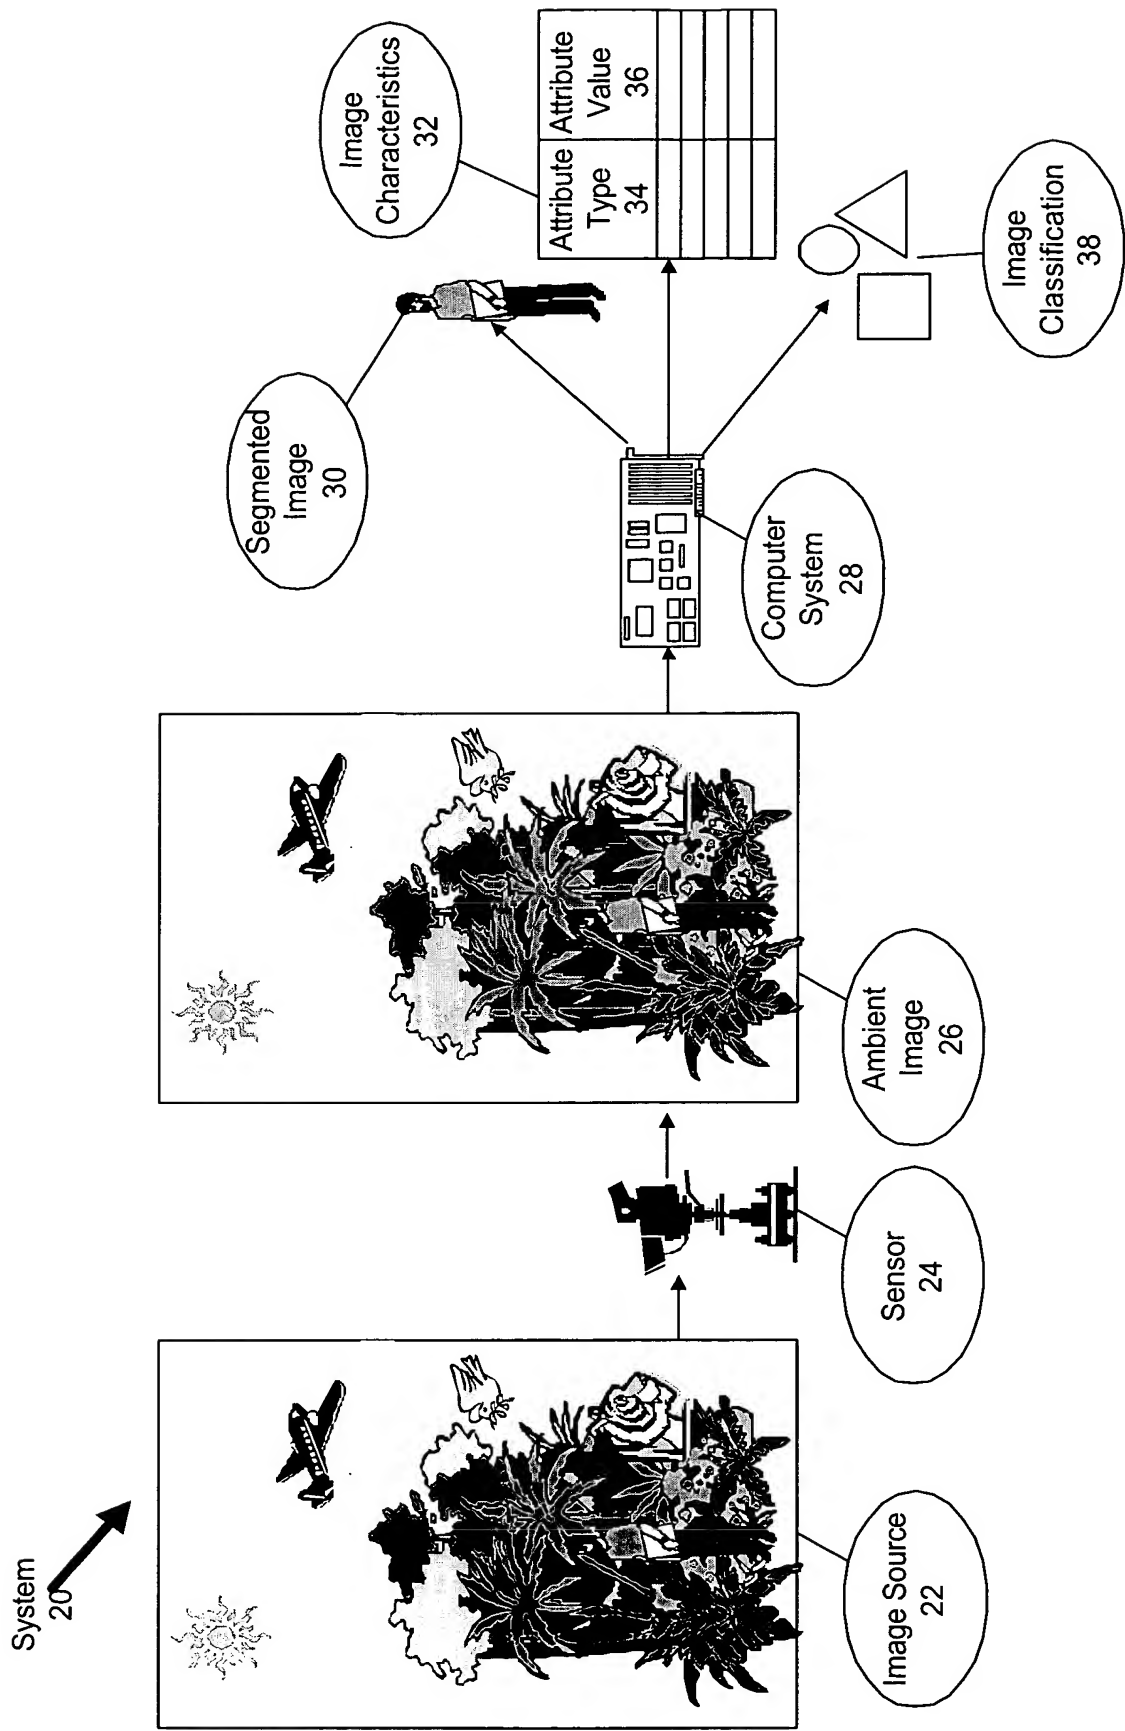 System
20
Image Source
22
Sensor
24
Ambient
Image
26
Computer
System
28
Segmented
Image
30
Image
Characteristics
32
Attribute
Type
34
Attribute
Value
36
Image
Classification
38